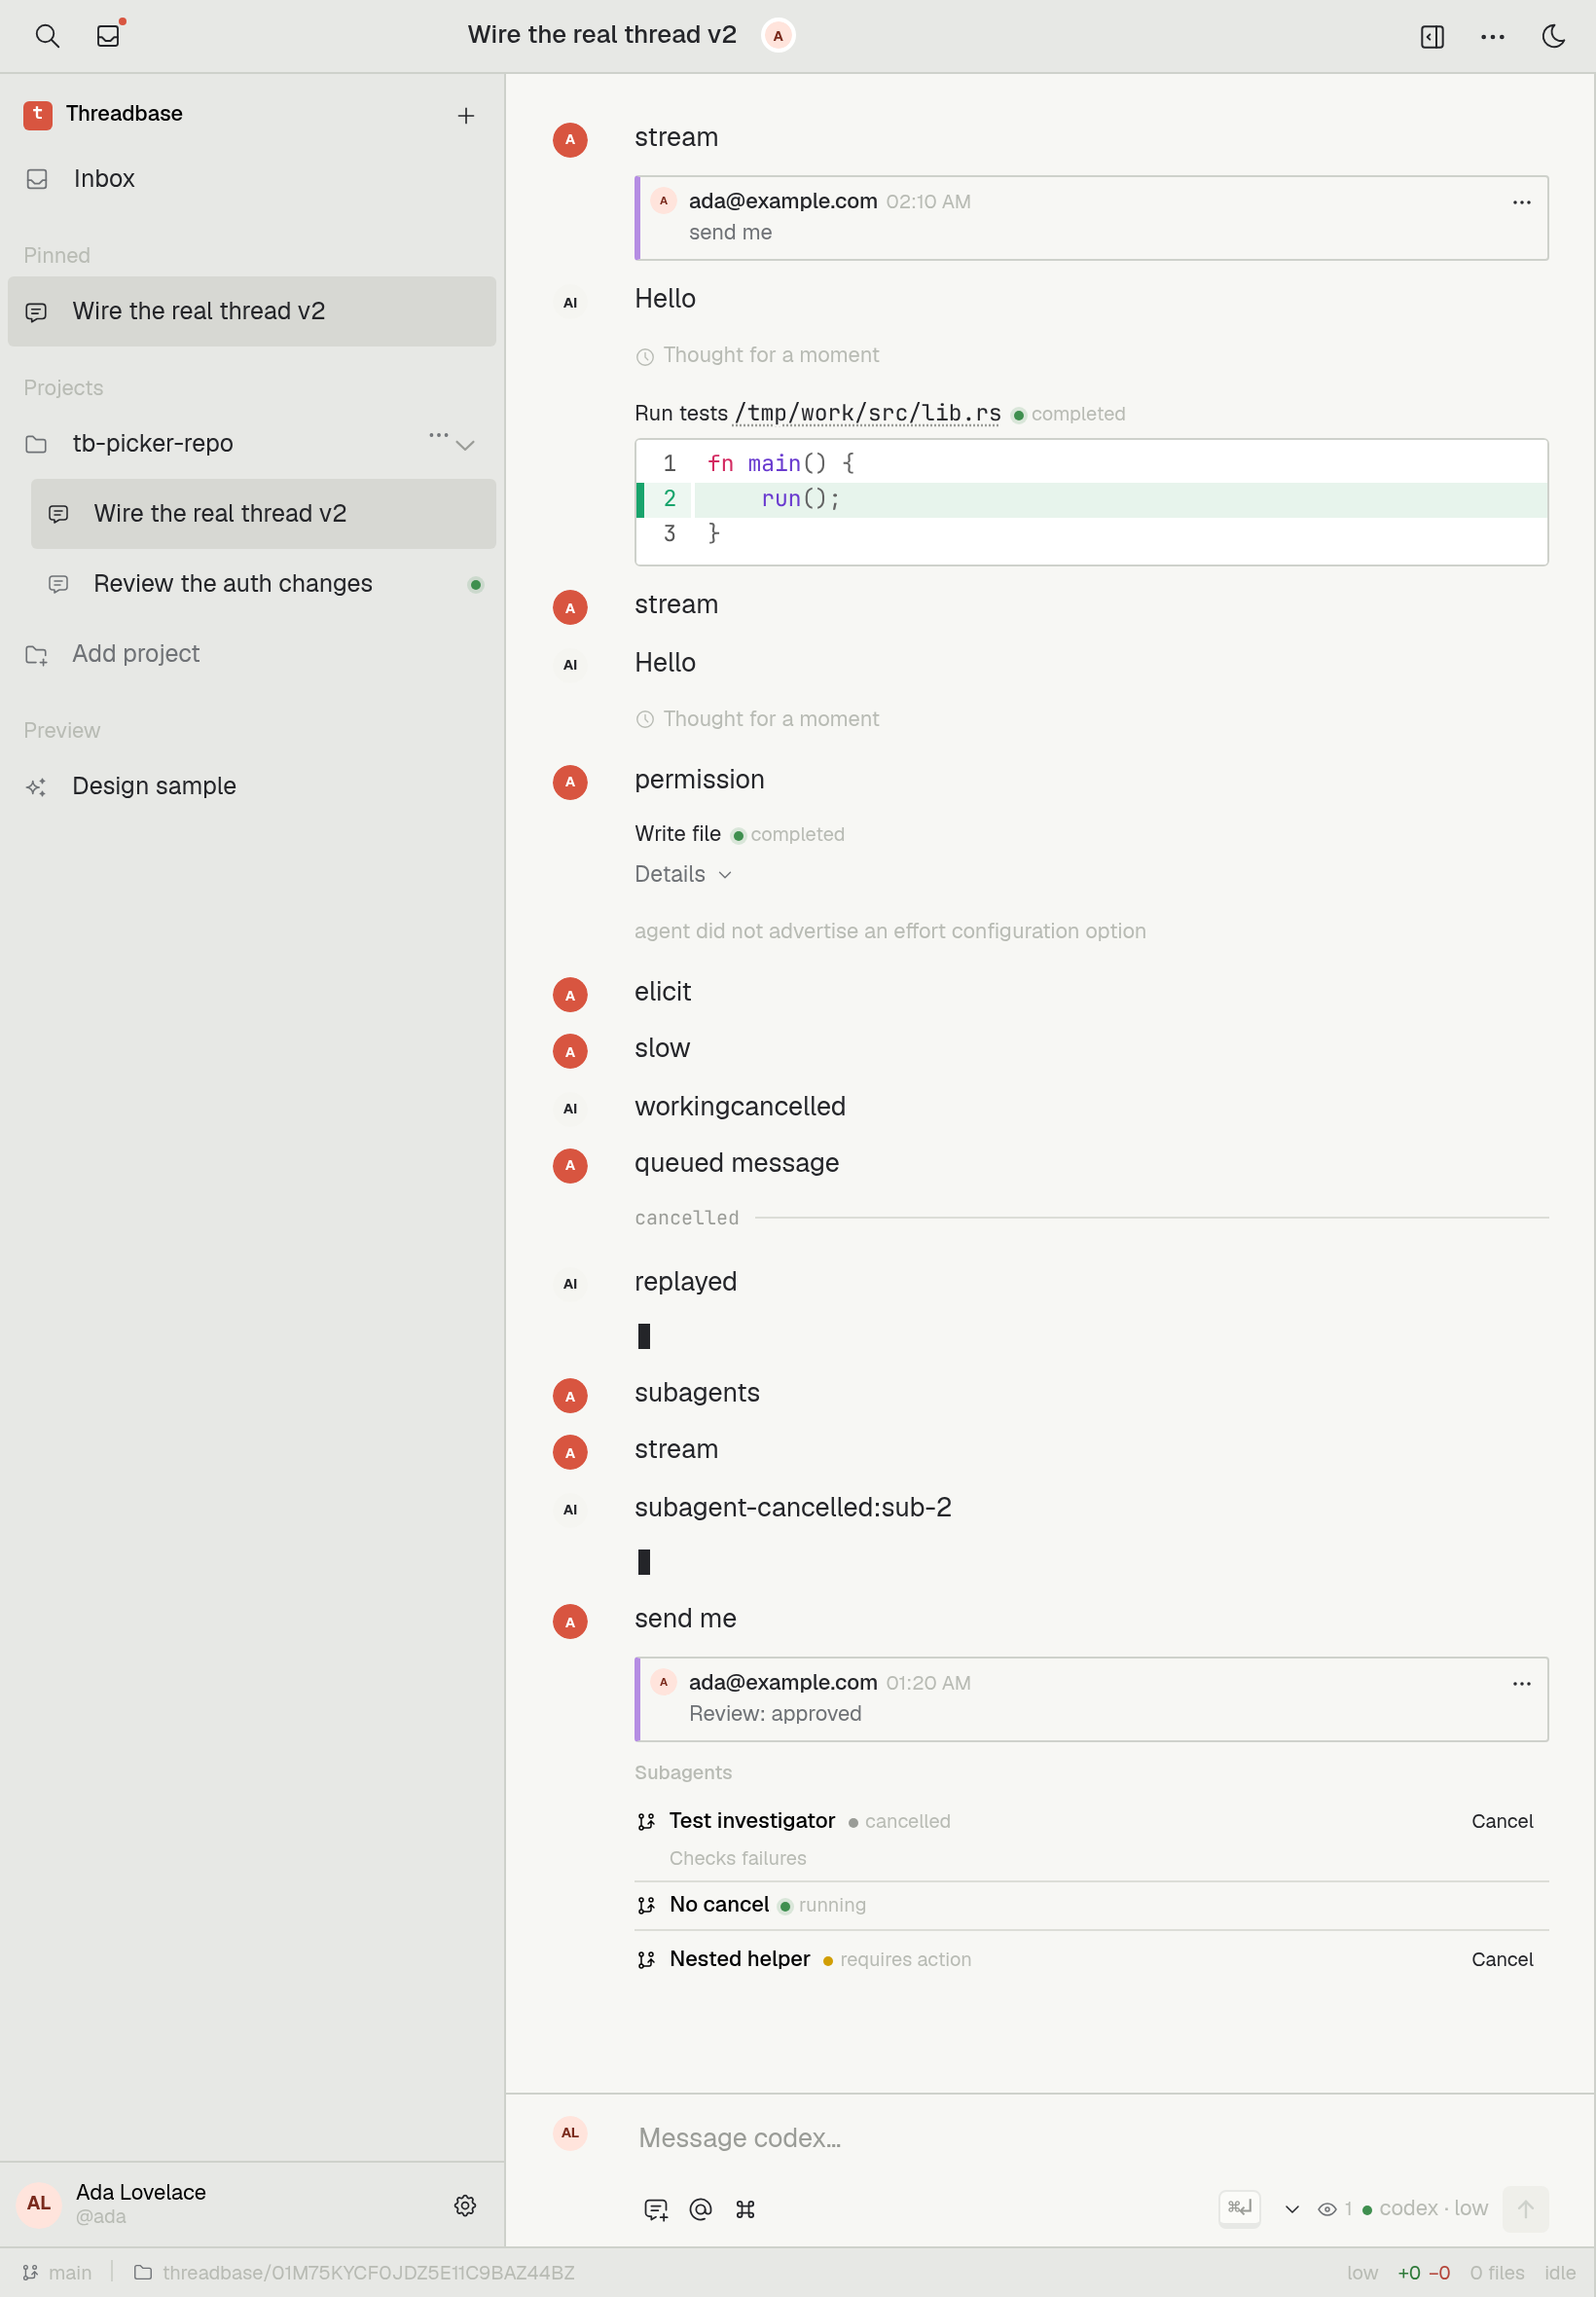 Wire the real thread v2 A
t Threadbase
Inbox
Pinned
Wire the real thread v2
Projects
tb-picker-repo
Wire the real thread v2
Review the auth changes
Add project
Preview
Design sample
AL Ada Lovelace
@ada
A stream
A ada@example.com 02:10 AM
send me
AI Hello
Thought for a moment
Run tests /tmp/work/src/lib.rs completed
1 fn main() {
2 run();
3 }
A stream
AI Hello
Thought for a moment
A permission
Write file completed
Details
agent did not advertise an effort configuration option
A elicit
A slow
AI workingcancelled
A queued message
cancelled
AI replayed
A subagents
A stream
AI subagent-cancelled:sub-2
A send me
A ada@example.com 01:20 AM
Review: approved
Subagents
Test investigator cancelled Cancel
Checks failures
No cancel running
Nested helper requires action Cancel
AL Message codex…
⌘↵ 1 codex · low
main threadbase/01M75KYCF0JDZ5E11C9BAZ44BZ low +0 −0 0 files idle